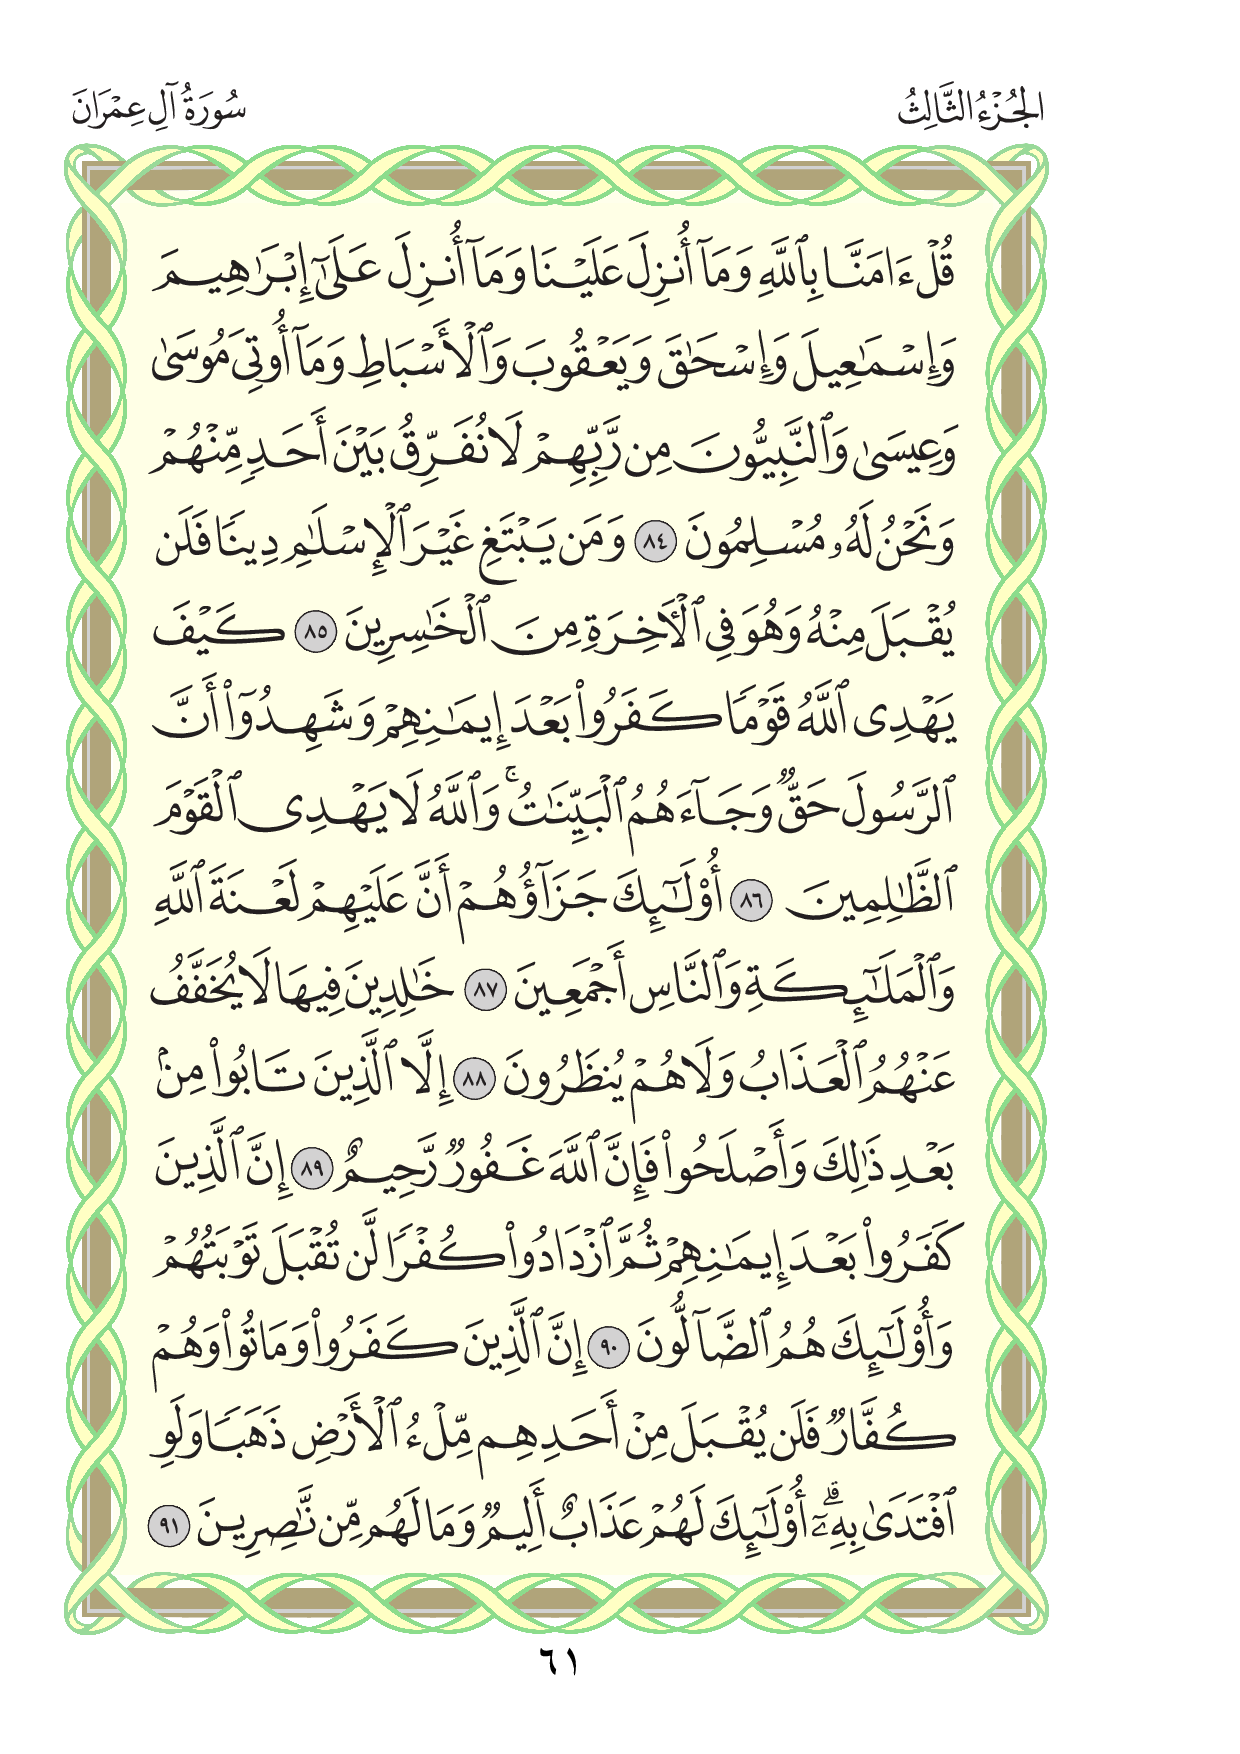 الجُزْءُ الثَّالِثُ
سُورَةُ آلِ عِمْرَانَ
قُلْ ءَامَنَّا بِٱللَّهِ وَمَآ أُنزِلَ عَلَيْنَا وَمَآ أُنزِلَ عَلَىٰٓ إِبْرَٰهِيمَ
وَإِسْمَٰعِيلَ وَإِسْحَٰقَ وَيَعْقُوبَ وَٱلْأَسْبَاطِ وَمَآ أُوتِىَ مُوسَىٰ
وَعِيسَىٰ وَٱلنَّبِيُّونَ مِن رَّبِّهِمْ لَا نُفَرِّقُ بَيْنَ أَحَدٍ مِّنْهُمْ
وَنَحْنُ لَهُۥ مُسْلِمُونَ ٨٤ وَمَن يَبْتَغِ غَيْرَ ٱلْإِسْلَٰمِ دِينًا فَلَن
يُقْبَلَ مِنْهُ وَهُوَ فِى ٱلْءَاخِرَةِ مِنَ ٱلْخَٰسِرِينَ ٨٥ كَيْفَ
يَهْدِى ٱللَّهُ قَوْمًا كَفَرُوا۟ بَعْدَ إِيمَٰنِهِمْ وَشَهِدُوٓا۟ أَنَّ
ٱلرَّسُولَ حَقٌّ وَجَآءَهُمُ ٱلْبَيِّنَٰتُ ۚ وَٱللَّهُ لَا يَهْدِى ٱلْقَوْمَ
ٱلظَّٰلِمِينَ ٨٦ أُو۟لَٰٓئِكَ جَزَآؤُهُمْ أَنَّ عَلَيْهِمْ لَعْنَةَ ٱللَّهِ
وَٱلْمَلَٰٓئِكَةِ وَٱلنَّاسِ أَجْمَعِينَ ٨٧ خَٰلِدِينَ فِيهَا لَا يُخَفَّفُ
عَنْهُمُ ٱلْعَذَابُ وَلَا هُمْ يُنظَرُونَ ٨٨ إِلَّا ٱلَّذِينَ تَابُوا۟ مِنۢ
بَعْدِ ذَٰلِكَ وَأَصْلَحُوا۟ فَإِنَّ ٱللَّهَ غَفُورٌ رَّحِيمٌ ٨٩ إِنَّ ٱلَّذِينَ
كَفَرُوا۟ بَعْدَ إِيمَٰنِهِمْ ثُمَّ ٱزْدَادُوا۟ كُفْرًا لَّن تُقْبَلَ تَوْبَتُهُمْ
وَأُو۟لَٰٓئِكَ هُمُ ٱلضَّآلُّونَ ٩٠ إِنَّ ٱلَّذِينَ كَفَرُوا۟ وَمَاتُوا۟ وَهُمْ
كُفَّارٌ فَلَن يُقْبَلَ مِنْ أَحَدِهِم مِّلْءُ ٱلْأَرْضِ ذَهَبًا وَلَوِ
ٱفْتَدَىٰ بِهِۦٓ ۗ أُو۟لَٰٓئِكَ لَهُمْ عَذَابٌ أَلِيمٌ وَمَا لَهُم مِّن نَّٰصِرِينَ ٩١
٦١